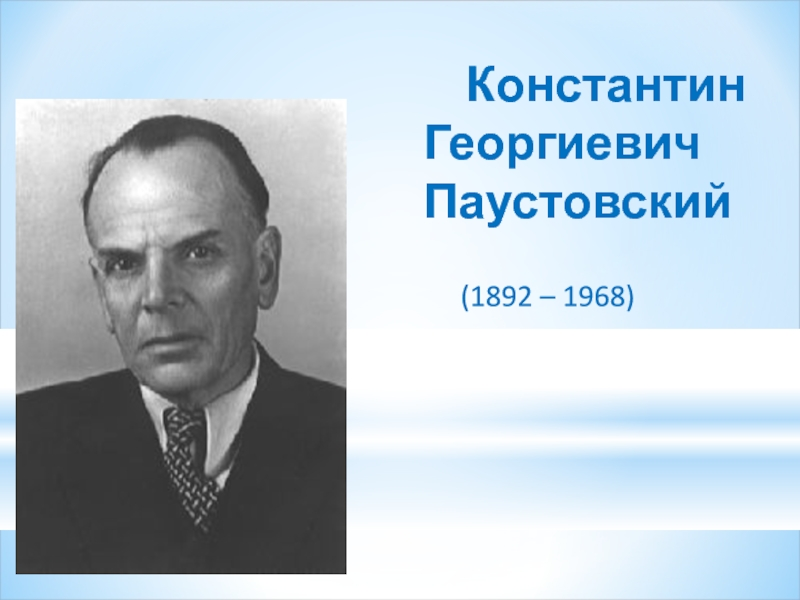 Константин
Георгиевич
Паустовский
(1892 – 1968)